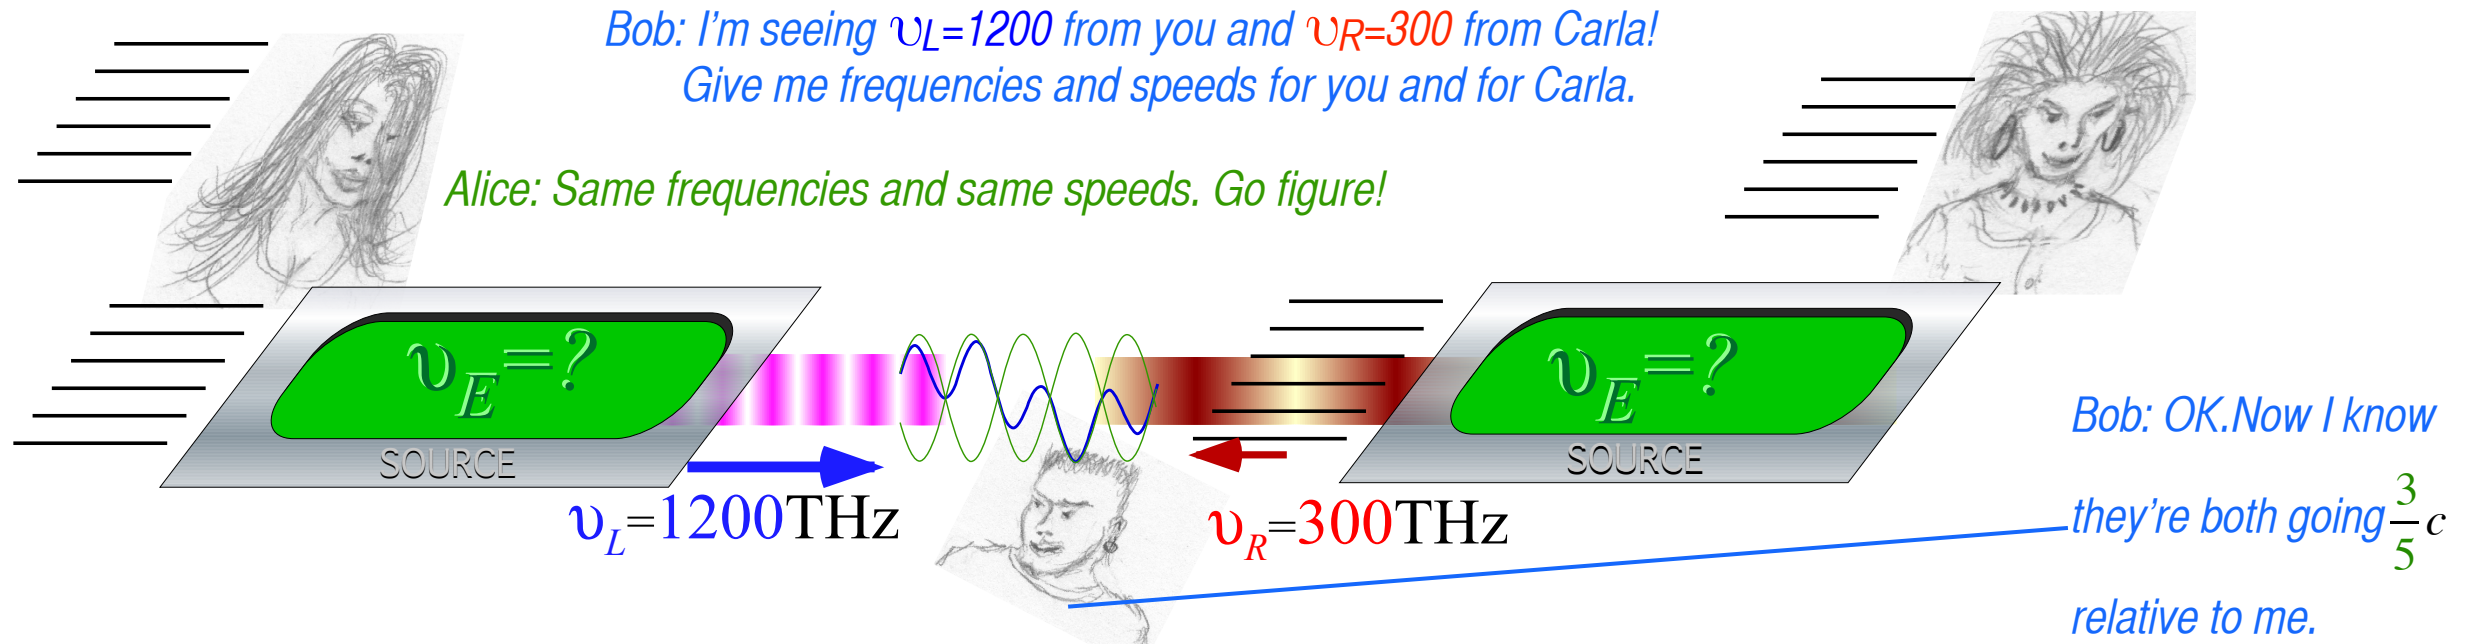 Bob: I'm seeing υL=1200 from you and υR=300 from Carla!
Give me frequencies and speeds for you and for Carla.
Alice: Same frequencies and same speeds. Go figure!
υE=?
SOURCE
υL=1200THz
υE=?
SOURCE
υR=300THz
Bob: OK.Now I know
they're both going 3/5 c
relative to me.